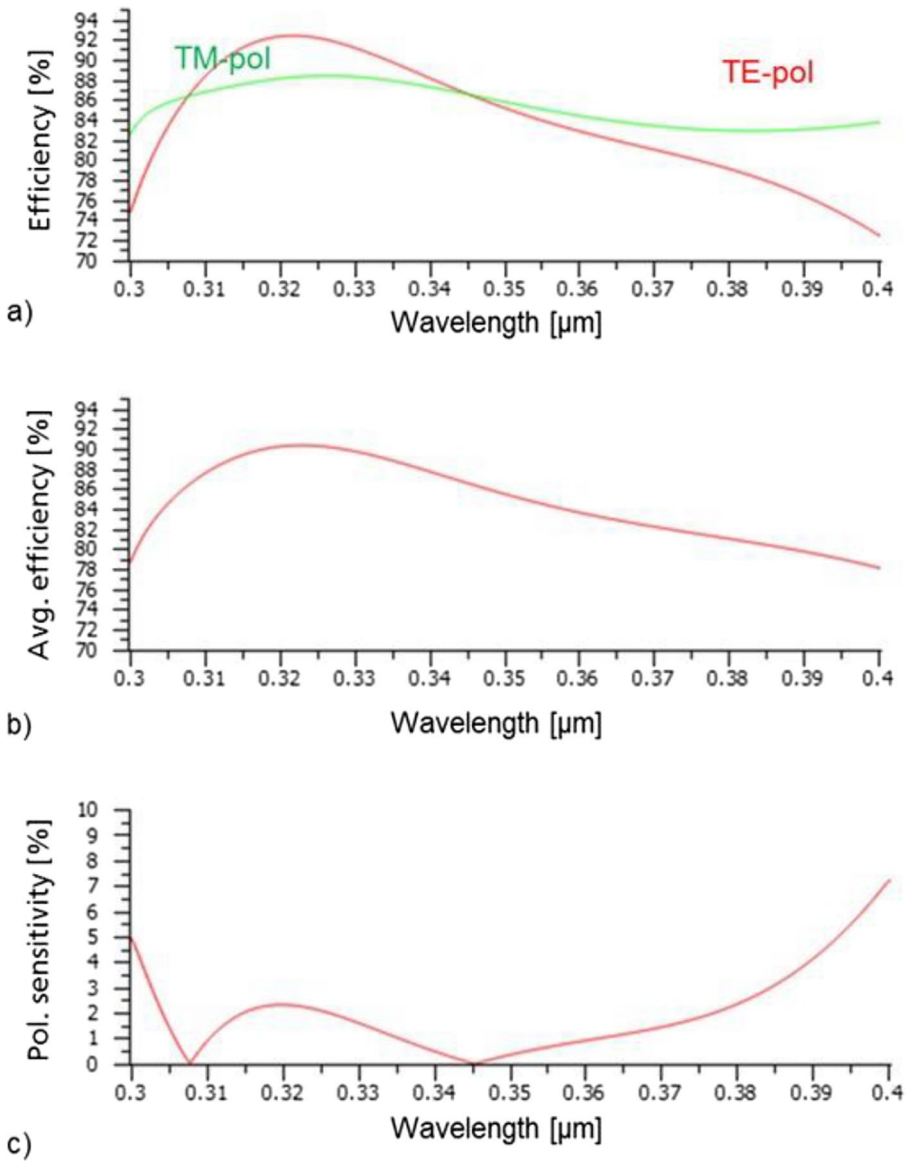 94
92
90
88
86
84
82
80
78
76
74
72
70
Efficiency [%]
TM-pol
TE-pol
0.3 0.31 0.32 0.33 0.34 0.35 0.36 0.37 0.38 0.39 0.4
Wavelength [µm]
a)
94
92
90
88
86
84
82
80
78
76
74
72
70
Avg. efficiency [%]
0.3 0.31 0.32 0.33 0.34 0.35 0.36 0.37 0.38 0.39 0.4
Wavelength [µm]
b)
10
9
8
7
6
5
4
3
2
1
0
Pol. sensitivity [%]
0.3 0.31 0.32 0.33 0.34 0.35 0.36 0.37 0.38 0.39 0.4
Wavelength [µm]
c)